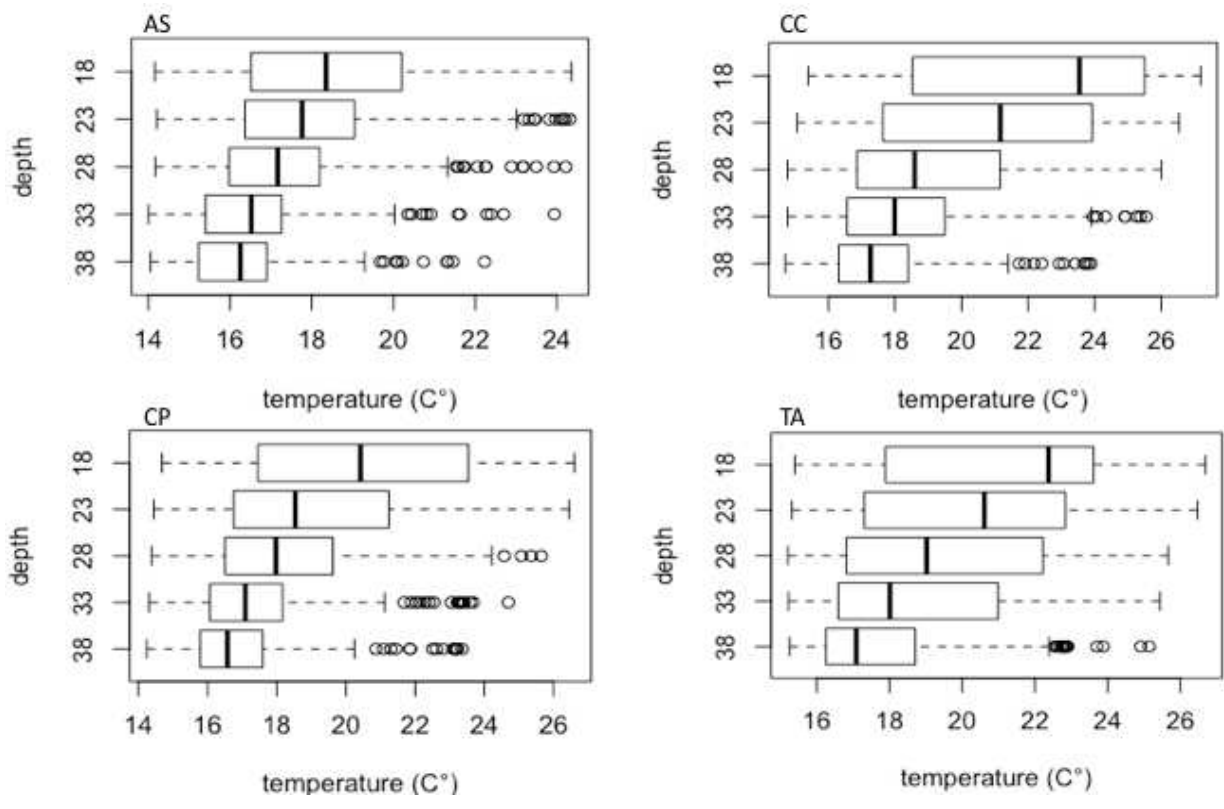 AS
depth
18
23
28
33
38
14 16 18 20 22 24
temperature (C°)
CC
depth
18
23
28
33
38
16 18 20 22 24 26
temperature (C°)
CP
depth
18
23
28
33
38
14 16 18 20 22 24 26
temperature (C°)
TA
depth
18
23
28
33
38
16 18 20 22 24 26
temperature (C°)